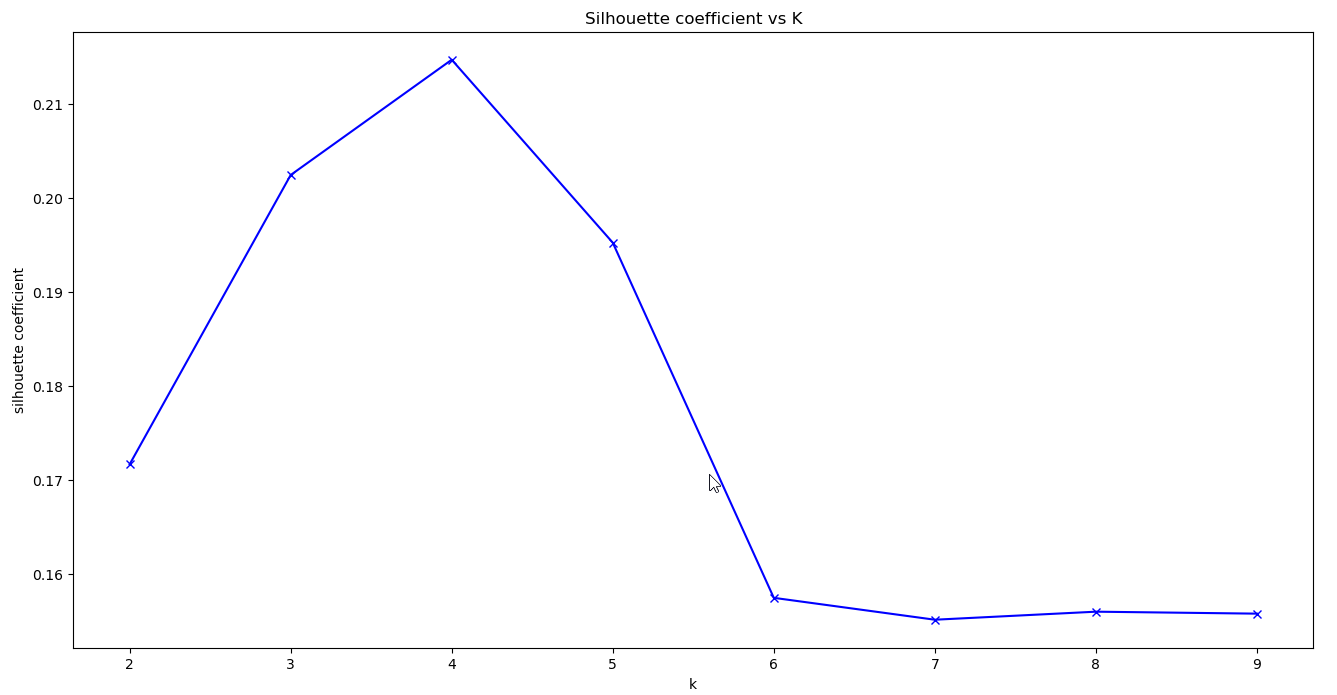 Silhouette coefficient vs K
silhouette coefficient
0.21
0.20
0.19
0.18
0.17
0.16
2 3 4 5 6 7 8 9
k